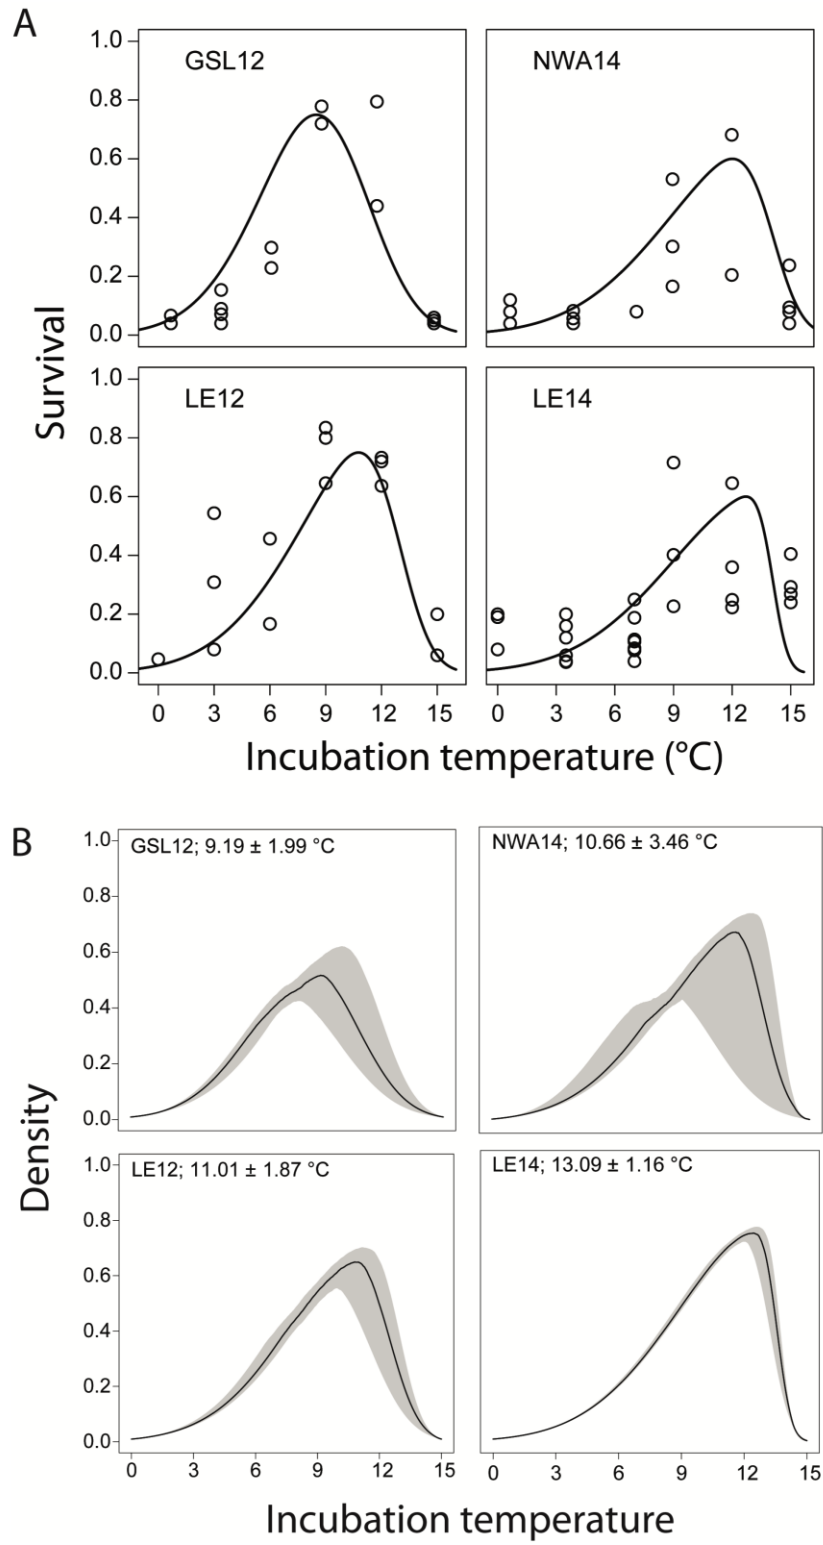 A
GSL12
NWA14
1.0
0.8
0.6
0.4
0.2
0.0
LE12
LE14
1.0
0.8
0.6
0.4
0.2
0.0
Survival
0 3 6 9 12 15
0 3 6 9 12 15
Incubation temperature (°C)
B
GSL12; 9.19 ± 1.99 °C
NWA14; 10.66 ± 3.46 °C
1.0
0.8
0.6
0.4
0.2
0.0
LE12; 11.01 ± 1.87 °C
LE14; 13.09 ± 1.16 °C
1.0
0.8
0.6
0.4
0.2
0.0
Density
0 3 6 9 12 15
0 3 6 9 12 15
Incubation temperature